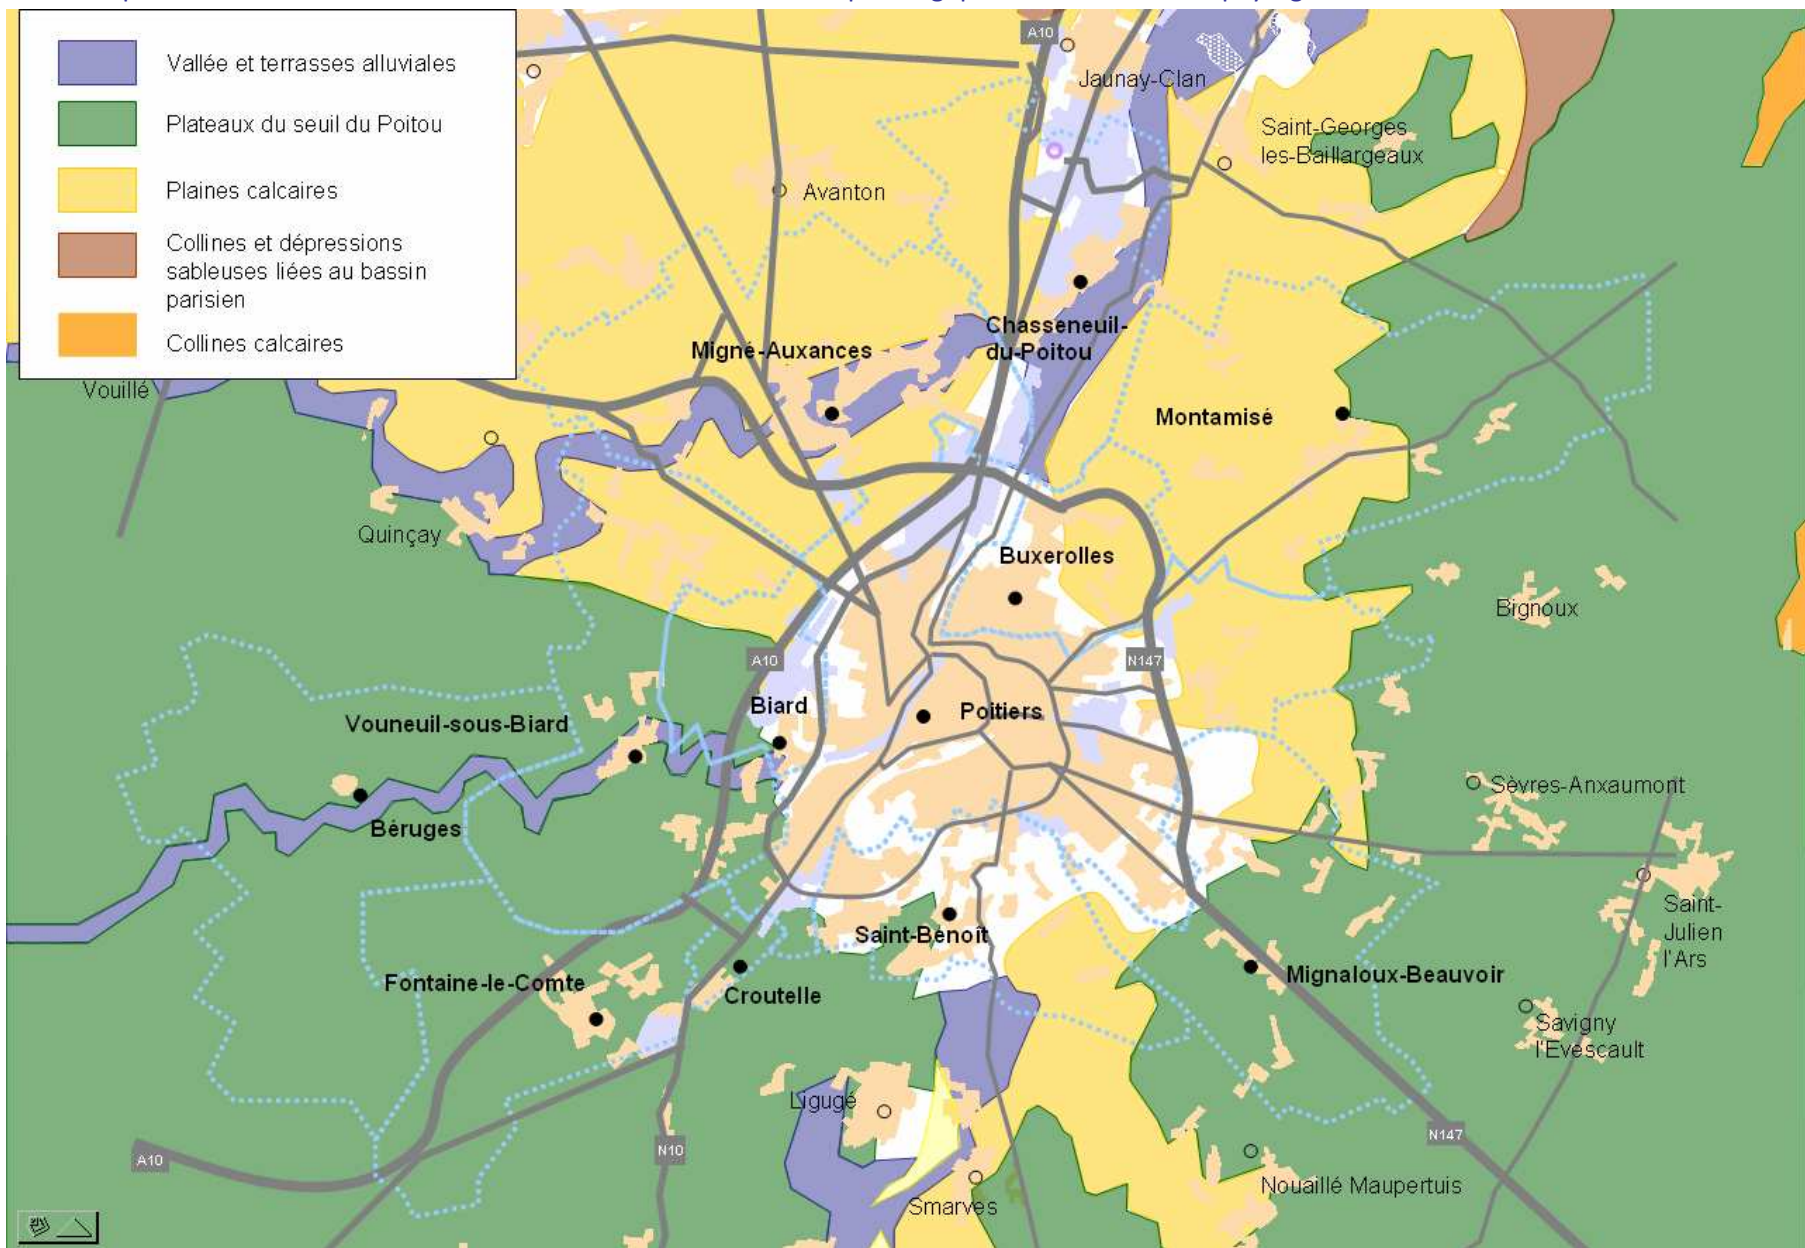 Vallée et terrasses alluviales
Plateaux du seuil du Poitou
Plaines calcaires
Collines et dépressions
sableuses liées au bassin
parisien
Collines calcaires
A10
Jaunay-Clan
Saint-Georges
les-Baillargeaux
Avanton
Chasseneuil-
du-Poitou
Migné-Auxances
Vouillé
Montamisé
Quinçay
Buxerolles
Bignoux
A10
N147
Biard
Poitiers
Vouneuil-sous-Biard
Sèvres-Anxaumont
Béruges
Saint-
Julien
l'Ars
Saint-Benoît
Fontaine-le-Comte
Mignaloux-Beauvoir
Croutelle
Savigny
l'Evescault
Ligugé
N147
N10
A10
Nouaillé Maupertuis
Smarves